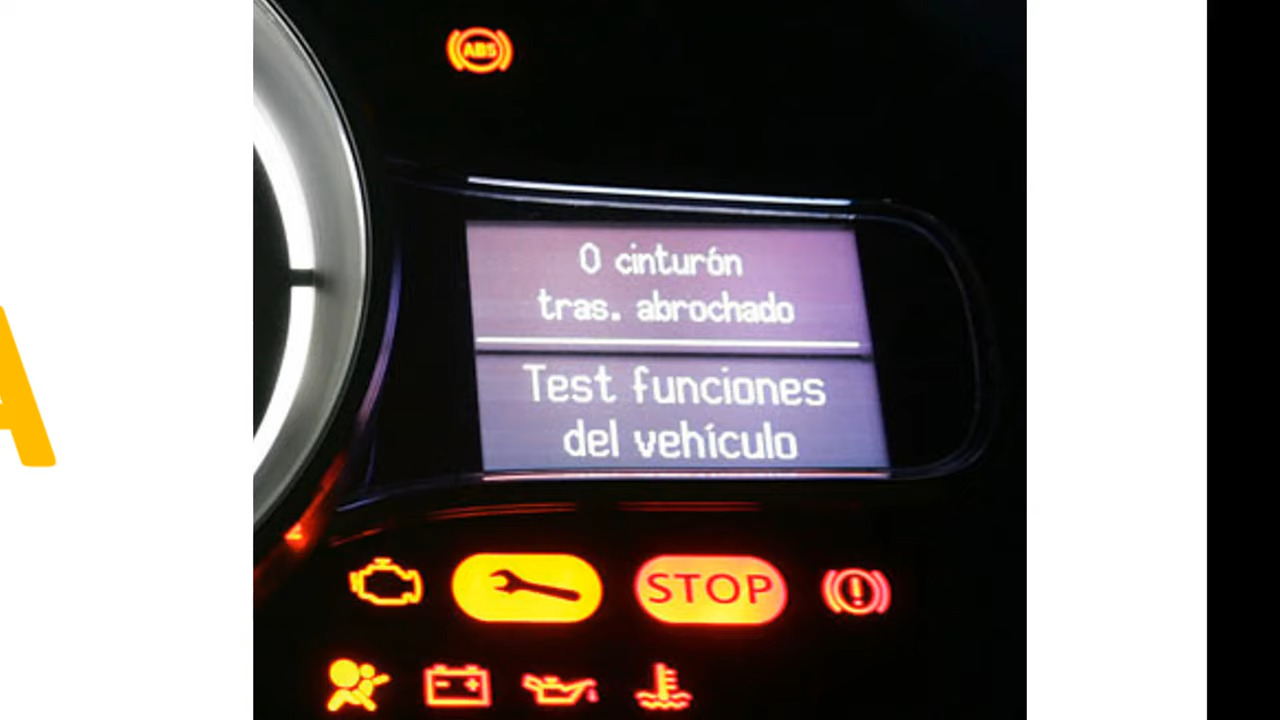 ABS
0 cinturón
tras. abrochado
Test funciones
del vehículo
STOP
A